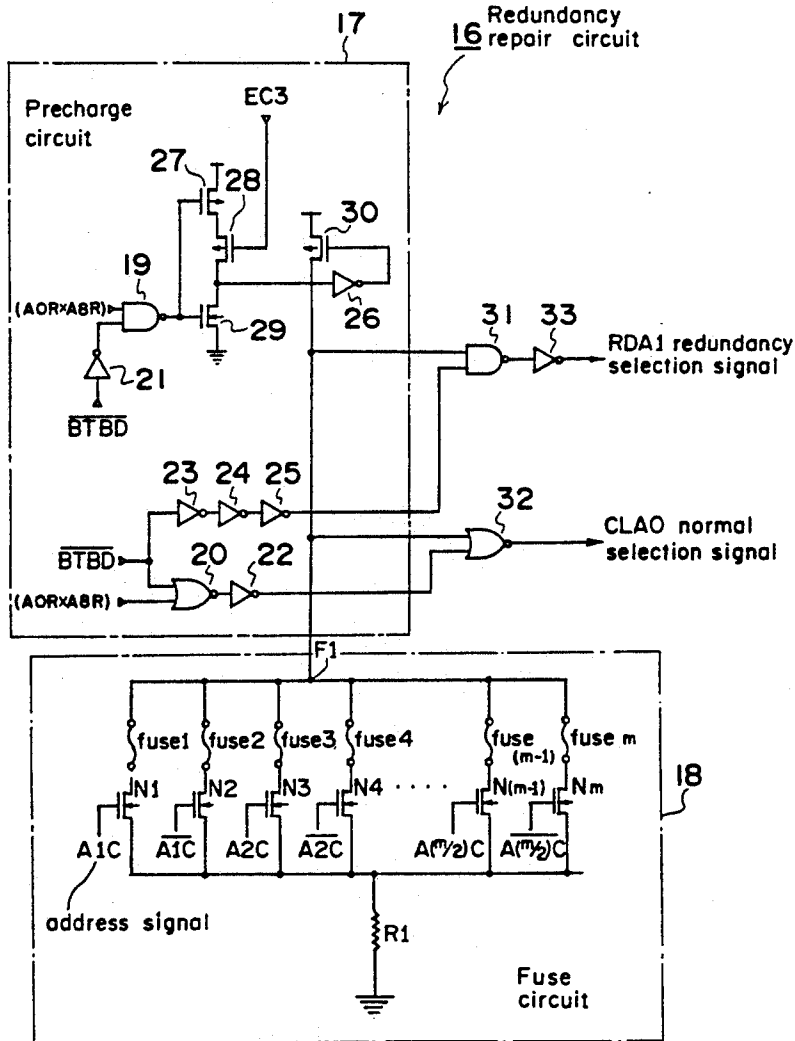 Redundancy
16 repair circuit
17
Precharge
circuit
EC3
27
28
30
19
(AOR×A8R)
29
26
21
BTBD
31
33
RDA1 redundancy
selection signal
23
24
25
32
CLAO normal
selection signal
BTBD
20
22
(AOR×A8R)
F1
fuse1
fuse2
fuse3
fuse4
fuse
(m-1)
fuse m
N1
N2
N3
N4
....
N(m-1)
Nm
18
A1C
A1C
A2C
A2C
A(m/2)C
A(m/2)C
address signal
R1
Fuse
circuit